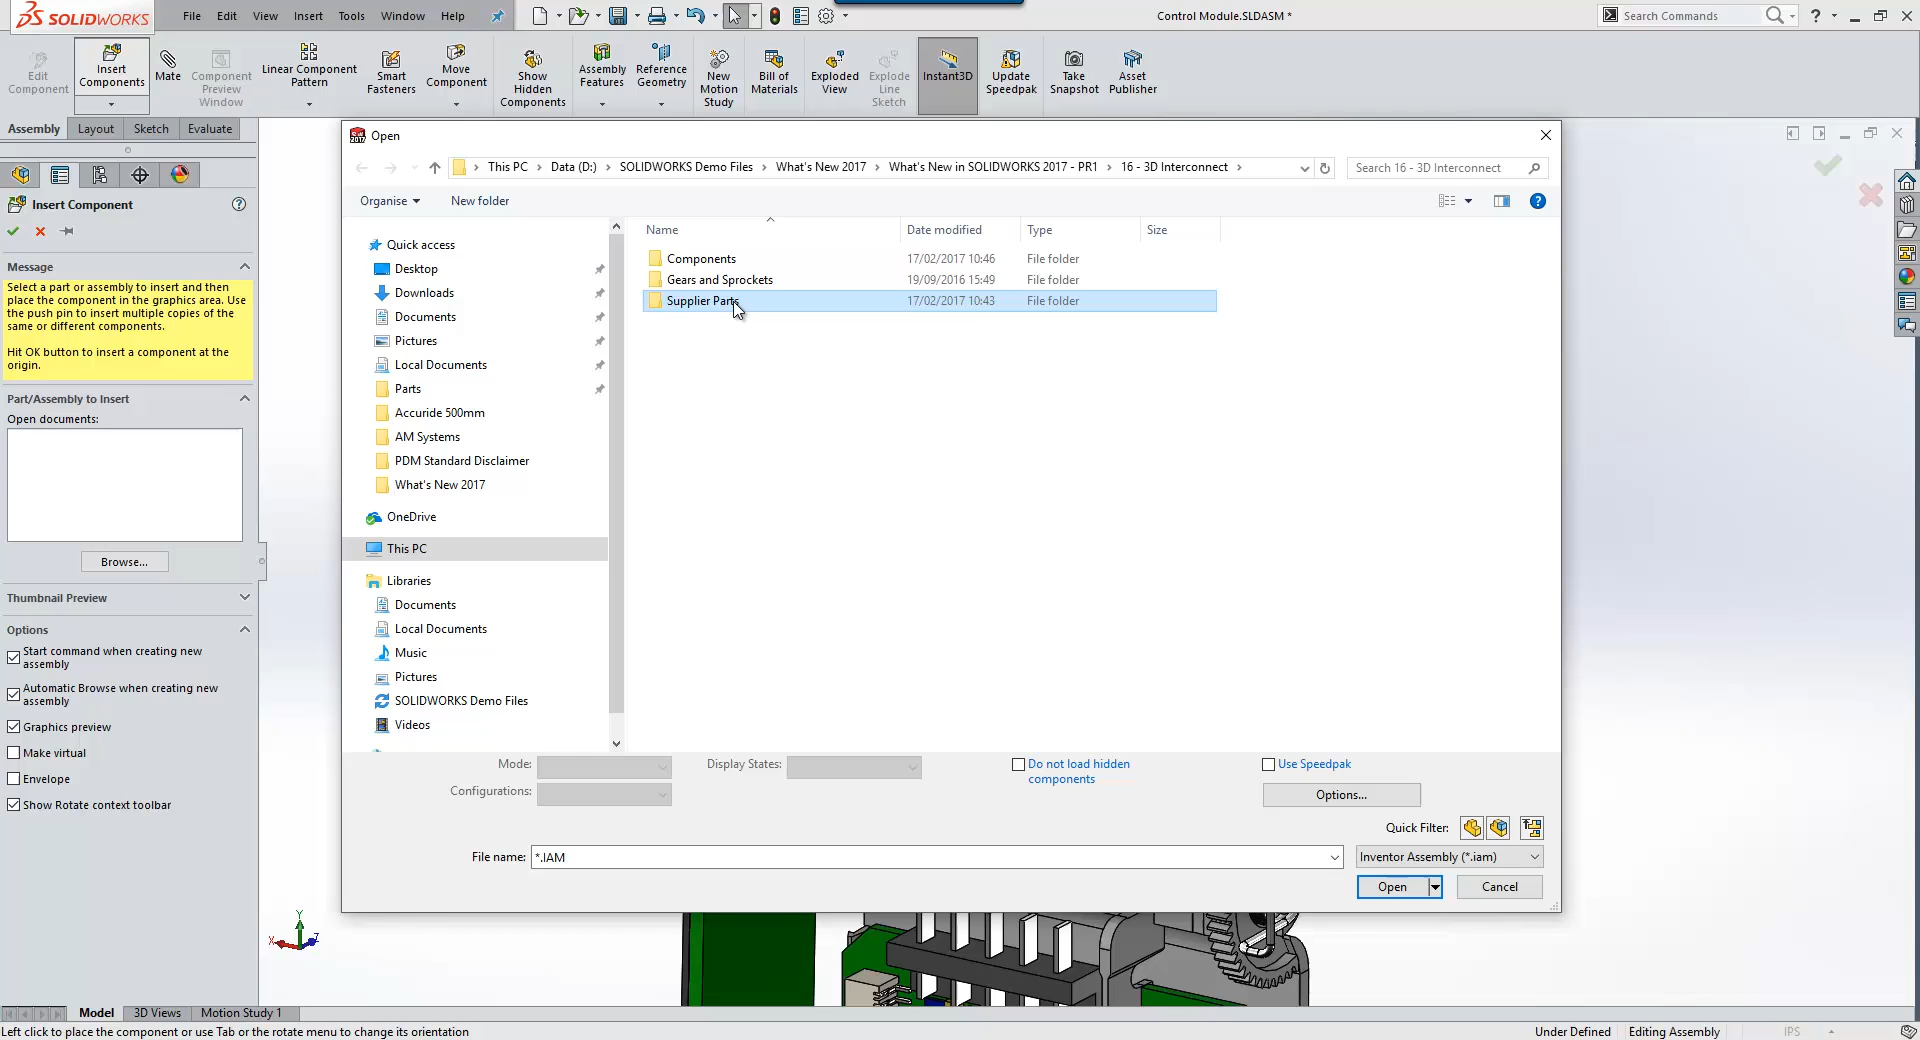 SOLIDWORKS
File Edit View Insert Tools Window Help
Control Module.SLDASM *
Search Commands
Edit Component
Insert Components
Mate
Component Preview Window
Linear Component Pattern
Smart Fasteners
Move Component
Show Hidden Components
Assembly Features
Reference Geometry
New Motion Study
Bill of Materials
Exploded View
Explode Line Sketch
Instant3D
Update Speedpak
Take Snapshot
Asset Publisher
Assembly Layout Sketch Evaluate
Insert Component
Message
Select a part or assembly to insert and then
place the component in the graphics area. Use
the push pin to insert multiple copies of the
same or different components.
Hit OK button to insert a component at the
origin.
Part/Assembly to Insert
Open documents:
Browse...
Thumbnail Preview
Options
Start command when creating new
assembly
Automatic Browse when creating new
assembly
Graphics preview
Make virtual
Envelope
Show Rotate context toolbar
Open
This PC > Data (D:) > SOLIDWORKS Demo Files > What's New 2017 > What's New in SOLIDWORKS 2017 - PR1 > 16 - 3D Interconnect >
Search 16 - 3D Interconnect
Organise
New folder
Quick access
Desktop
Downloads
Documents
Pictures
Local Documents
Parts
Accuride 500mm
AM Systems
PDM Standard Disclaimer
What's New 2017
OneDrive
This PC
Libraries
Documents
Local Documents
Music
Pictures
SOLIDWORKS Demo Files
Videos
Name Date modified Type Size
Components 17/02/2017 10:46 File folder
Gears and Sprockets 19/09/2016 15:49 File folder
Supplier Parts 17/02/2017 10:43 File folder
Mode:
Display States:
Do not load hidden
components
Use Speedpak
Configurations:
Options...
Quick Filter:
File name: *.IAM
Inventor Assembly (*.iam)
Open
Cancel
Y
X
Z
Model 3D Views Motion Study 1
Left click to place the component or use Tab or the rotate menu to change its orientation
Under Defined Editing Assembly IPS